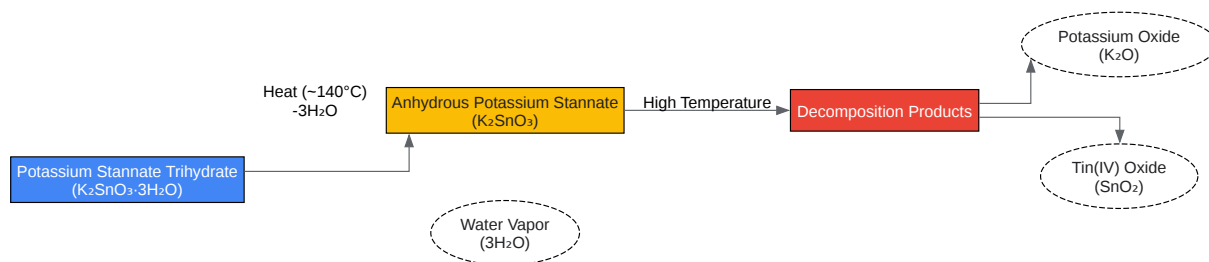 Potassium Stannate Trihydrate
(K₂SnO₃·3H₂O)
Heat (~140°C)
-3H₂O
Anhydrous Potassium Stannate
(K₂SnO₃)
Water Vapor
(3H₂O)
High Temperature
Decomposition Products
Potassium Oxide
(K₂O)
Tin(IV) Oxide
(SnO₂)